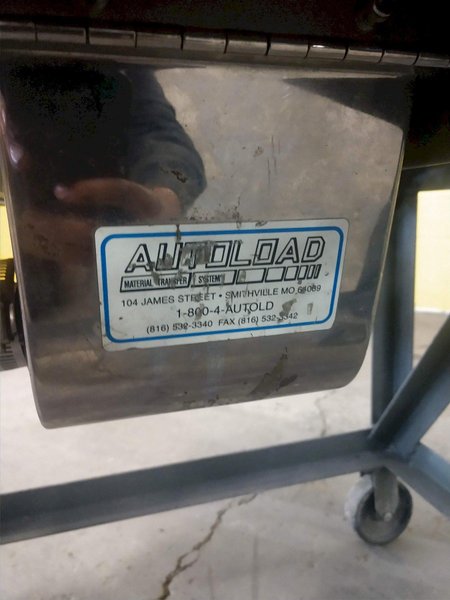 AUTOLOAD
MATERIAL TRANSFER SYSTEM
104 JAMES STREET • SMITHVILLE MO. 64089
1-800-4-AUTOLD
(816) 532-3340 FAX (816) 532-3342